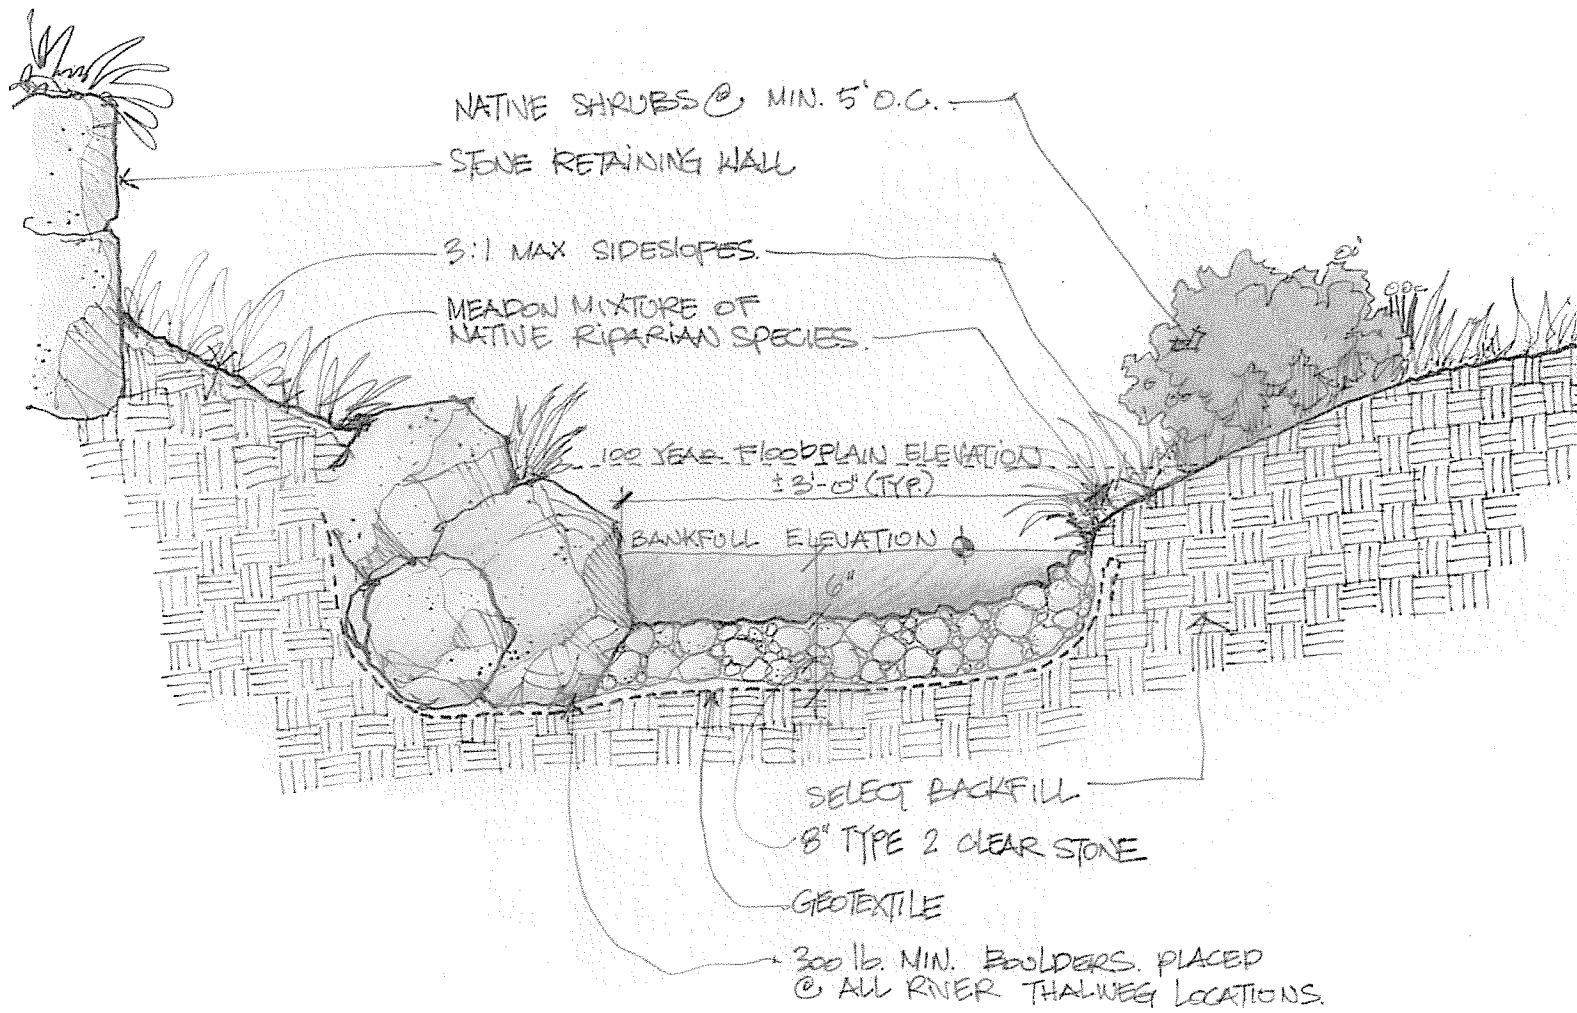 NATIVE SHRUBS @ MIN. 5' O.C.
STONE RETAINING WALL
3:1 MAX SIDESLOPES.
MEADOW MIXTURE OF
NATIVE RIPARIAN SPECIES.
100 YEAR FLOODPLAIN ELEVATION
±3'-0" (TYP.)
BANKFULL ELEVATION
6"
SELECT BACKFILL
8" TYPE 2 CLEAR STONE
GEOTEXTILE
300 lb. MIN. BOULDERS. PLACED
@ ALL RIVER THALWEG LOCATIONS.